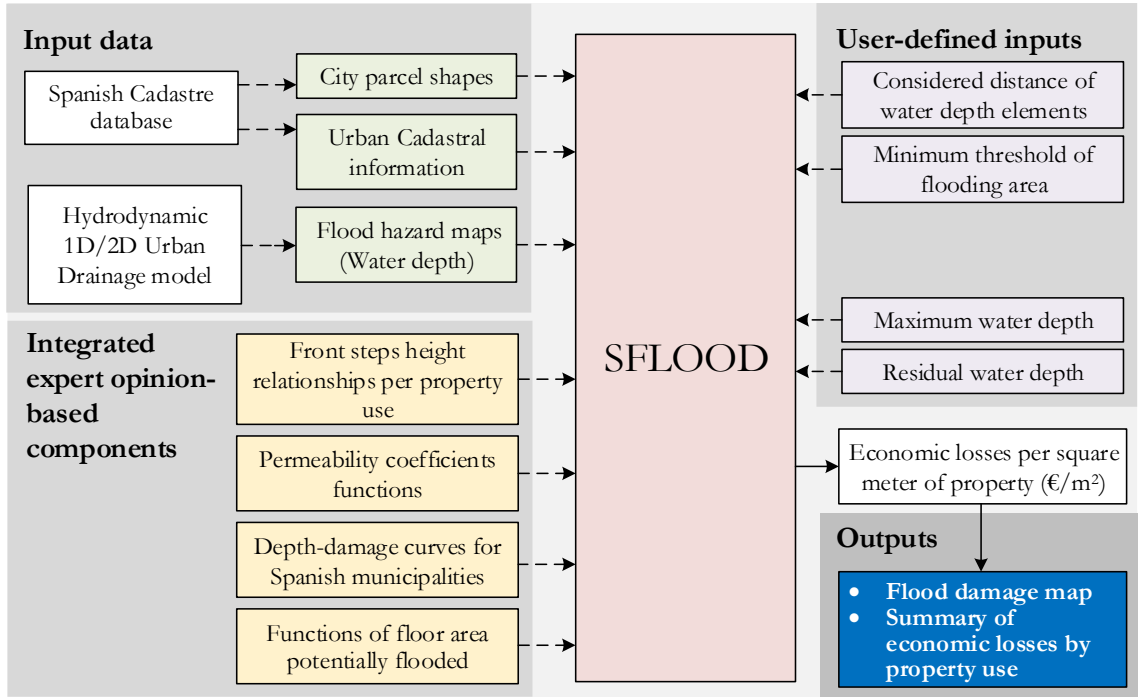 Input data
Spanish Cadastre
database
City parcel shapes
Urban Cadastral
information
Hydrodynamic
1D/2D Urban
Drainage model
Flood hazard maps
(Water depth)
Integrated
expert opinion-
based
components
Front steps height
relationships per property
use
Permeability coefficients
functions
Depth-damage curves for
Spanish municipalities
Functions of floor area
potentially flooded
SFLOOD
User-defined inputs
Considered distance of
water depth elements
Minimum threshold of
flooding area
Maximum water depth
Residual water depth
Economic losses per square
meter of property (€/m²)
Outputs
• Flood damage map
• Summary of
economic losses by
property use